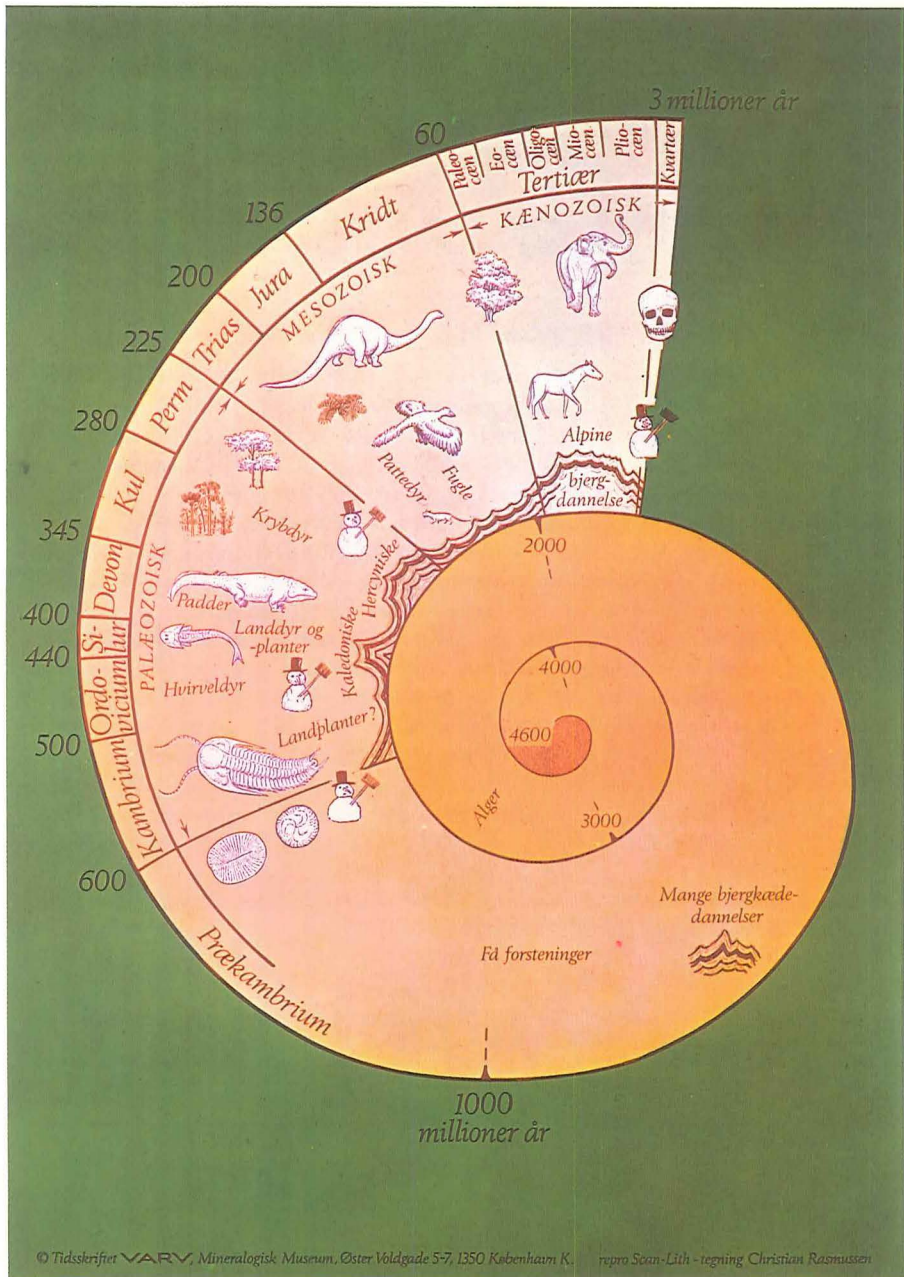 3 millioner år
60
Paleo-
cæn
Eo-
cæn
Oligo-
cæn
Mio-
cæn
Plio-
cæn
Kvartær
Tertiær
KÆNOZOISK
136
Kridt
200
Jura
MESOZOISK
225
Trias
280
Perm
Kul
345
Devon
400
Si-
lur
440
Ordo-
vicium
500
Kambrium
600
PALÆOZOISK
Prækambrium
Alpine
bjerg-
dannelse
Fugle
Pattedyr
Krybdyr
Hercyniske
Padder
Landdyr og
-planter
Kaledoniske
Hvirveldyr
Landplanter?
2000
4000
4600
Alger
3000
Mange bjergkæde-
dannelser
Få forsteninger
1000
millioner år
© Tidsskriftet VARV, Mineralogisk Museum, Øster Voldgade 5-7, 1350 København K. repro Scan-Lith - tegning Christian Rasmussen